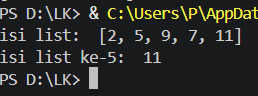 PS D:\LK> & C:\Users\P\AppDat
isi list:  [2, 5, 9, 7, 11]
isi list ke-5:  11
PS D:\LK>